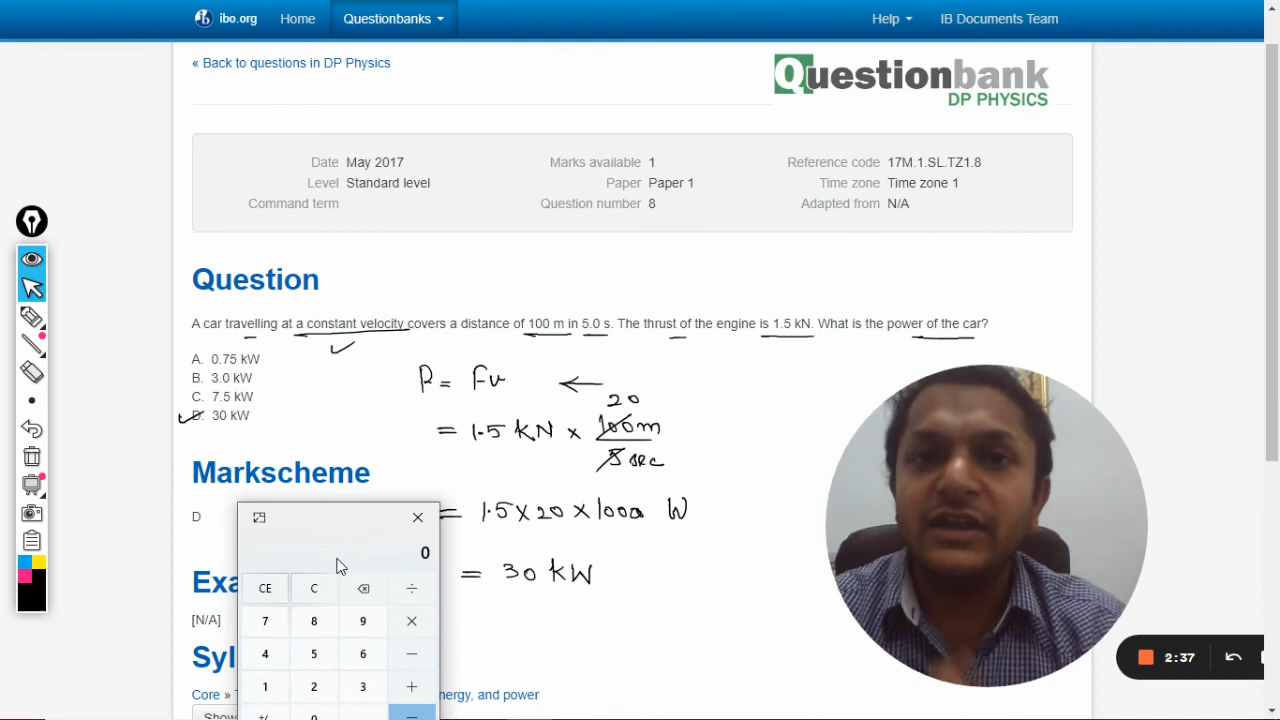 ibo.org Home Questionbanks Help IB Documents Team
« Back to questions in DP Physics
Questionbank
DP PHYSICS
Date May 2017 Marks available 1 Reference code 17M.1.SL.TZ1.8
Level Standard level Paper Paper 1 Time zone Time zone 1
Command term Question number 8 Adapted from N/A
Question
A car travelling at a constant velocity covers a distance of 100 m in 5.0 s. The thrust of the engine is 1.5 kN. What is the power of the car?
A. 0.75 kW
B. 3.0 kW
C. 7.5 kW
D. 30 kW
P = Fv
20
= 1.5 kN × 100m
5 sec
Markscheme
D
= 1.5 × 20 × 1000 W
= 30 kW
0
CE C ÷
7 8 9 ×
4 5 6 −
1 2 3 +
Exa
[N/A]
Syl
Core » energy, and power
Show
2:37